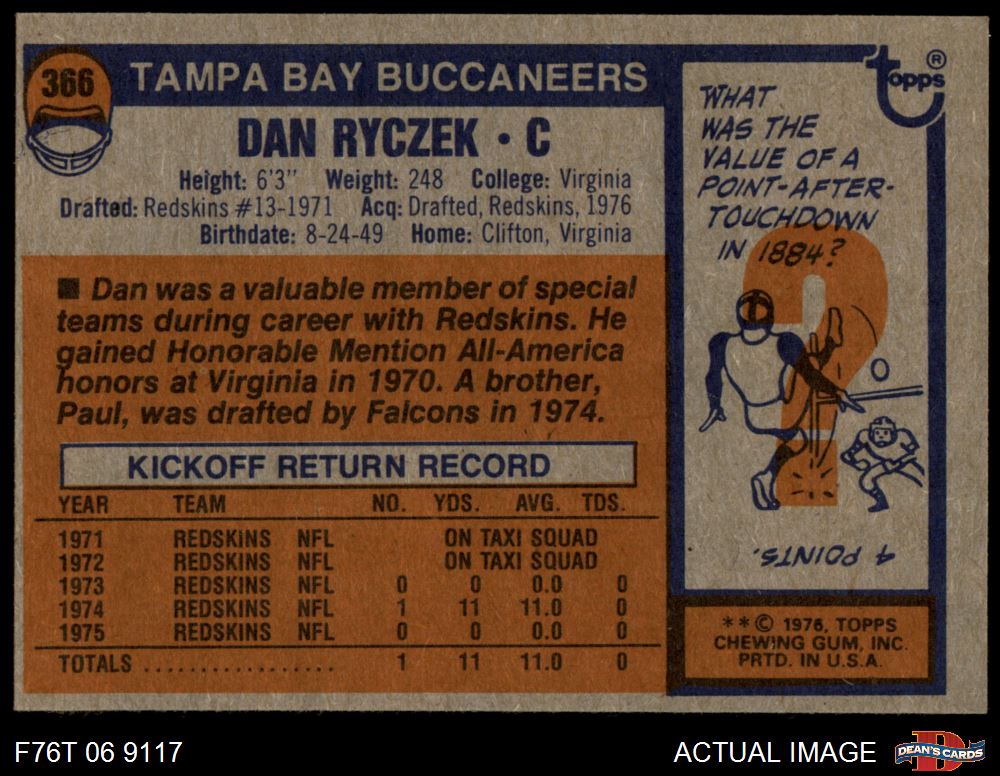 366
TAMPA BAY BUCCANEERS
DAN RYCZEK • C
Height: 6'3" Weight: 248 College: Virginia
Drafted: Redskins #13-1971 Acq: Drafted, Redskins, 1976
Birthdate: 8-24-49 Home: Clifton, Virginia
■ Dan was a valuable member of special
teams during career with Redskins. He
gained Honorable Mention All-America
honors at Virginia in 1970. A brother,
Paul, was drafted by Falcons in 1974.
KICKOFF RETURN RECORD
YEAR TEAM NO. YDS. AVG. TDS.
1971 REDSKINS NFL ON TAXI SQUAD
1972 REDSKINS NFL ON TAXI SQUAD
1973 REDSKINS NFL 0 0 0.0 0
1974 REDSKINS NFL 1 11 11.0 0
1975 REDSKINS NFL 0 0 0.0 0
TOTALS ................. 1 11 11.0 0
topps®
WHAT
WAS THE
VALUE OF A
POINT-AFTER-
TOUCHDOWN
IN 1884?
?
4 POINTS.
**© 1976, TOPPS
CHEWING GUM, INC.
PRTD. IN U.S.A.
F76T 06 9117
ACTUAL IMAGE
D
DEAN'S CARDS